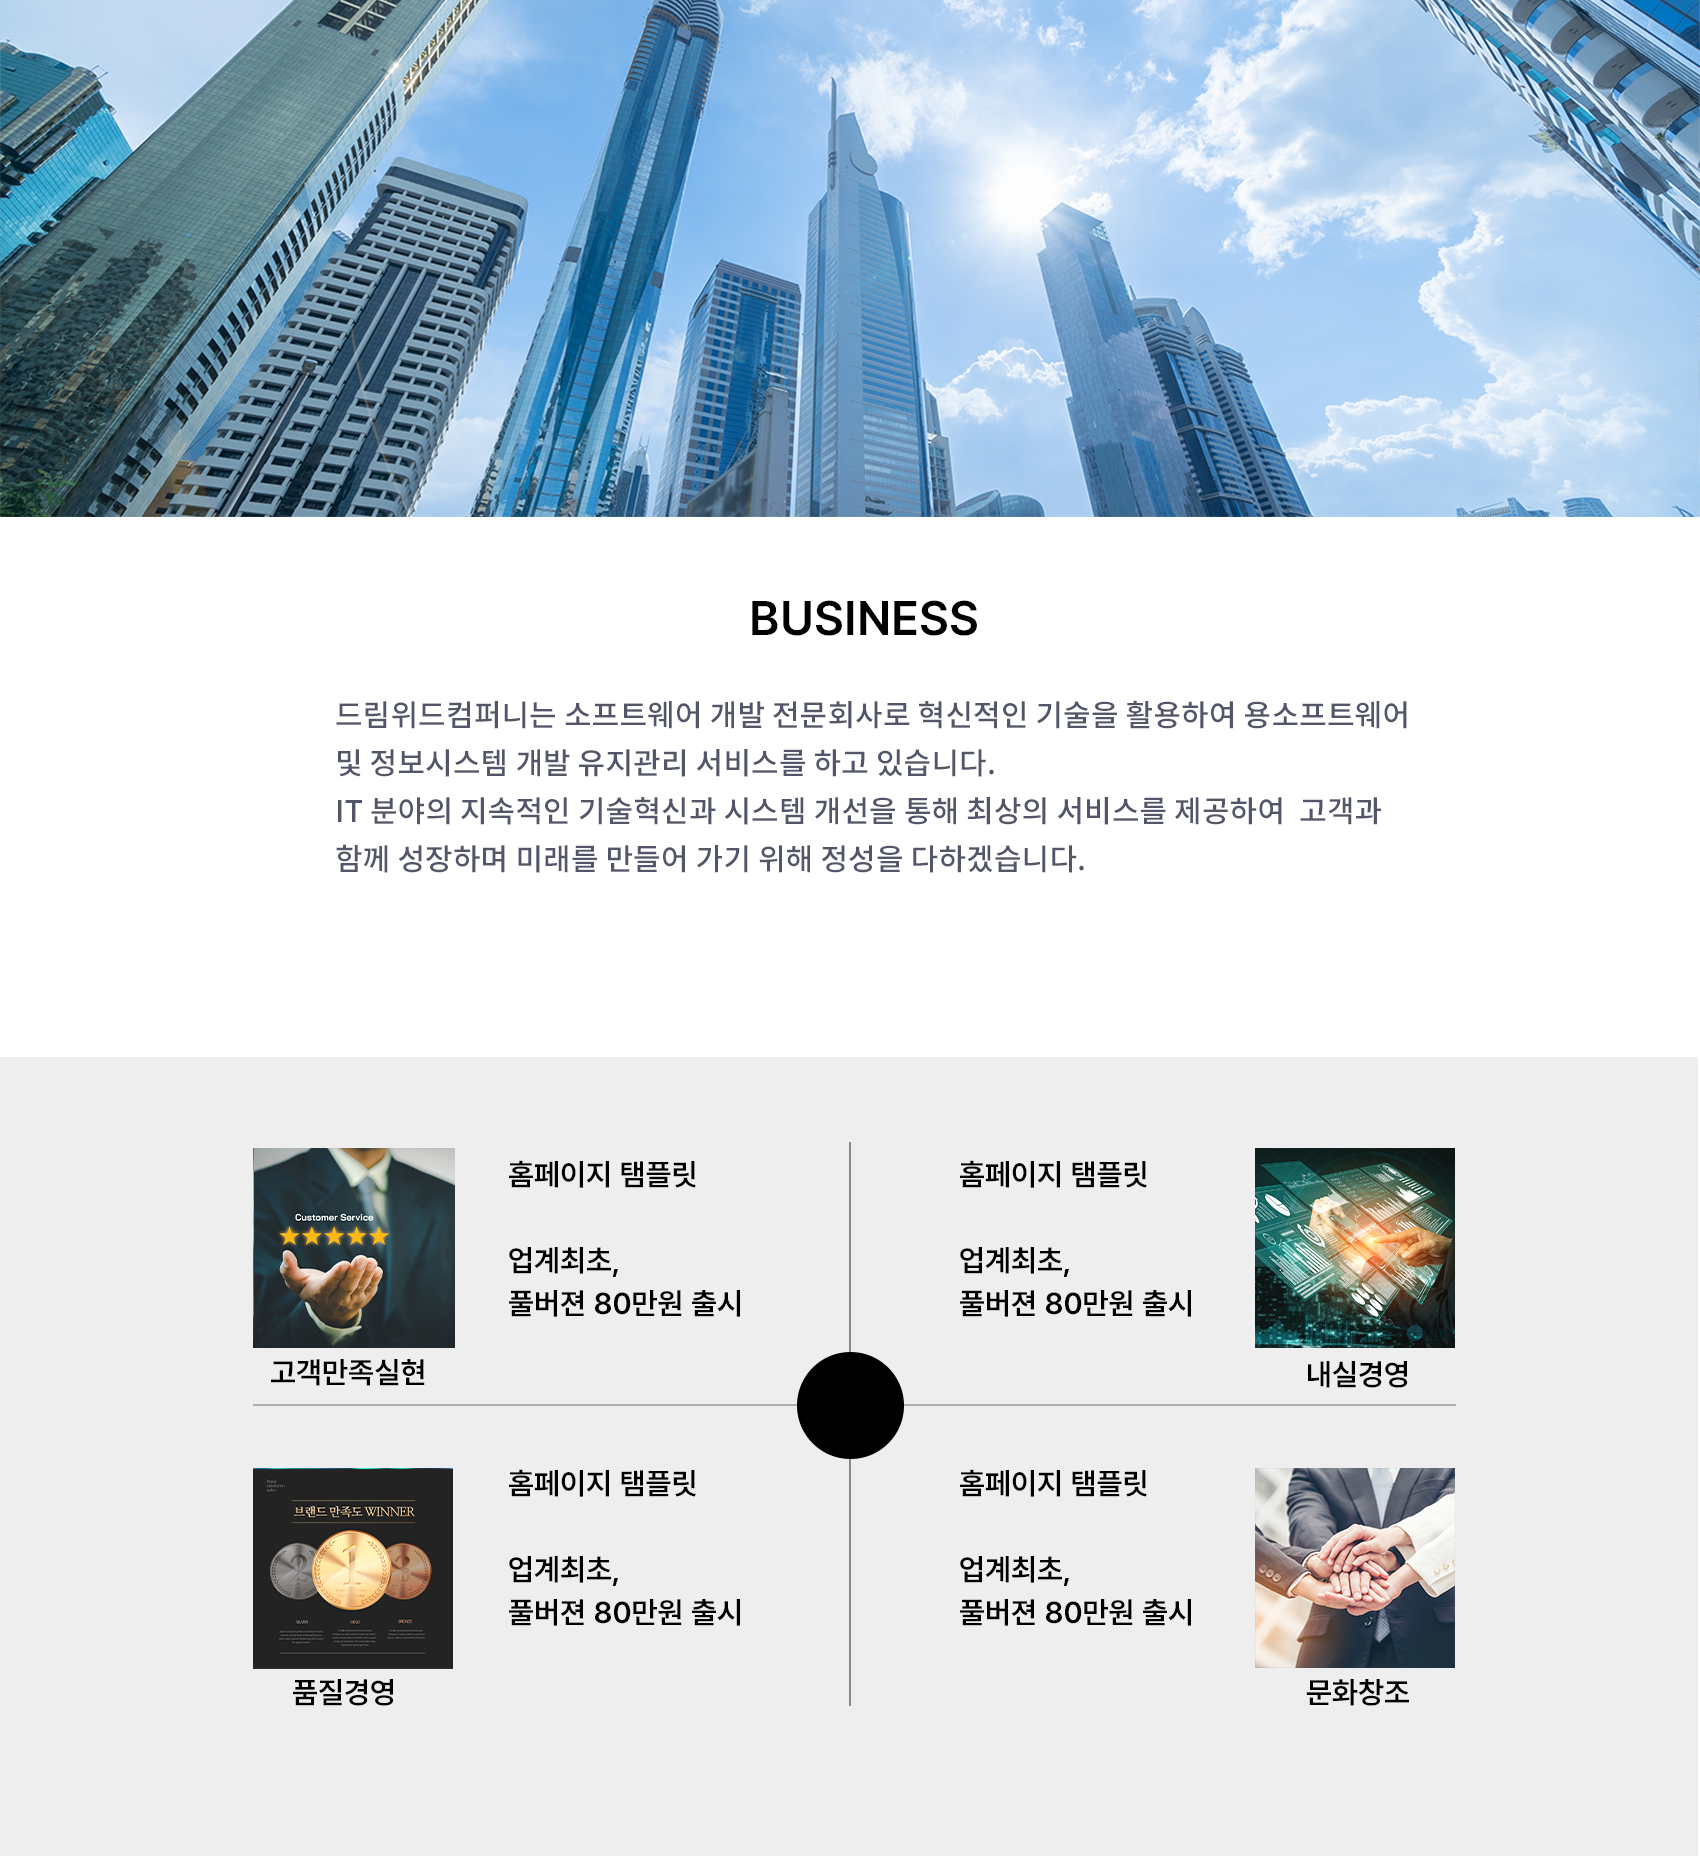 BUSINESS
드림위드컴퍼니는 소프트웨어 개발 전문회사로 혁신적인 기술을 활용하여 용소프트웨어
및 정보시스템 개발 유지관리 서비스를 하고 있습니다.
IT 분야의 지속적인 기술혁신과 시스템 개선을 통해 최상의 서비스를 제공하여 고객과
함께 성장하며 미래를 만들어 가기 위해 정성을 다하겠습니다.
Customer Service
고객만족실현
홈페이지 탬플릿
업계최초,
풀버젼 80만원 출시
홈페이지 탬플릿
업계최초,
풀버젼 80만원 출시
내실경영
브랜드 만족도 WINNER
1
SILVER
GOLD
BRONZE
품질경영
홈페이지 탬플릿
업계최초,
풀버젼 80만원 출시
홈페이지 탬플릿
업계최초,
풀버젼 80만원 출시
문화창조